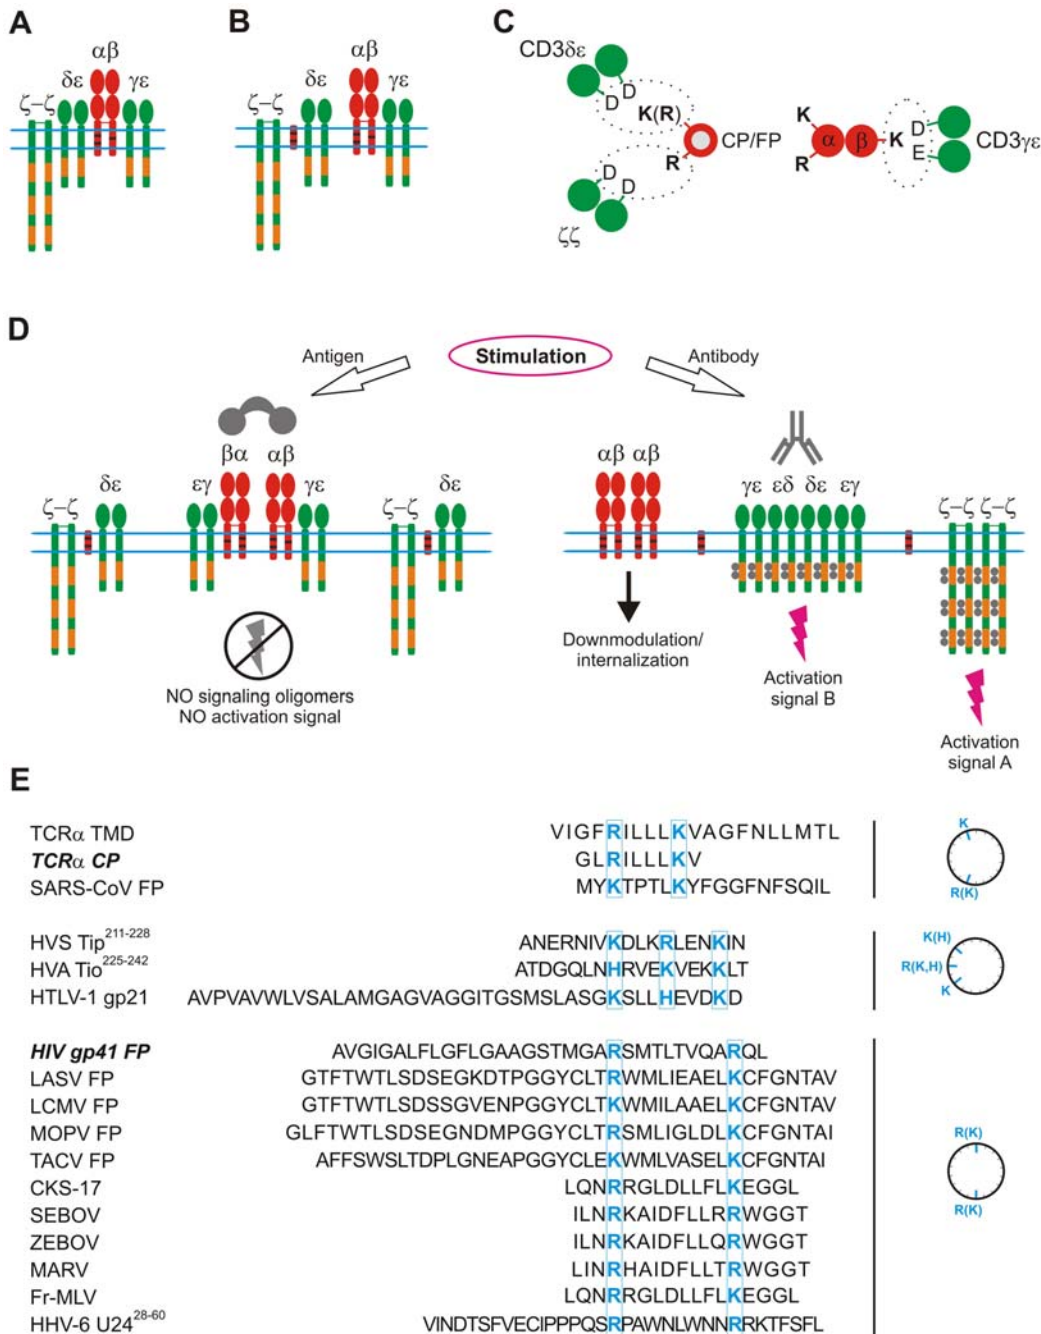 A
B
C
αβ
δε
γε
ζ–ζ
αβ
δε
γε
ζ–ζ
CD3δε
D
D
K(R)
CP/FP
R
D
D
ζζ
K
R
α
β
K
D
E
CD3γε
D
Stimulation
Antigen
Antibody
βα
αβ
ζ–ζ
δε
εγ
γε
ζ–ζ
δε
NO signaling oligomers
NO activation signal
αβ
αβ
γε
εδ
δε
εγ
ζ–ζ
ζ–ζ
Downmodulation/
internalization
Activation
signal B
Activation
signal A
E
TCRα TMD VIGFRILLLKVAGFNLLMTL
TCRα CP GLRILLLKV
SARS-CoV FP MYKTPTLKYFGGFNFSQIL
K
R(K)
HVS Tip211-228 ANERNIVKDLKRLENKIN
HVA Tio225-242 ATDGQLNHRVEKVEKKLT
HTLV-1 gp21 AVPVAVWLVSALAMGAGVAGGITGSMSLASGKSLLHEVDKD
K(H)
R(K,H)
K
HIV gp41 FP AVGIGALFLGFLGAAGSTMGARSMTLTVQARQL
LASV FP GTFTWTLSDSEGKDTPGGYCLTRWMLIEAELKCFGNTAV
LCMV FP GTFTWTLSDSSGVENPGGYCLTKWMILAAELKCFGNTAV
MOPV FP GLFTWTLSDSEGNDMPGGYCLTRSMLIGLDLKCFGNTAI
TACV FP AFFSWSLTDPLGNEAPGGYCLEKWMLVASELKCFGNTAI
CKS-17 LQNRRGLDLLFLKEGGL
SEBOV ILNRKAIDFLLRRWGGT
ZEBOV ILNRKAIDFLLQRWGGT
MARV LINRHAIDFLLTRWGGT
Fr-MLV LQNRRGLDLLFLKEGGL
HHV-6 U2428-60 VINDTSFVECIPPPQSRPAWNLWNNRRKTFSFL
R(K)
R(K)